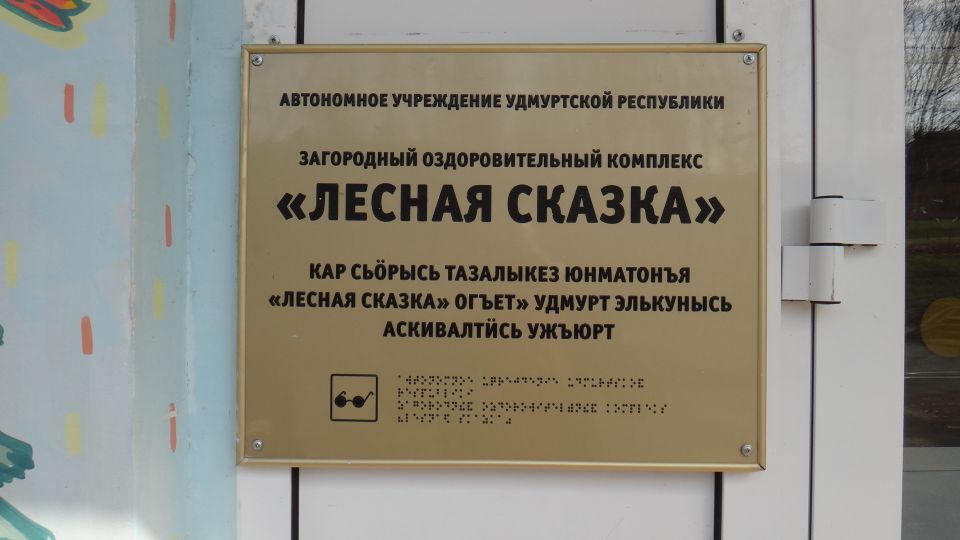 АВТОНОМНОЕ УЧРЕЖДЕНИЕ УДМУРТСКОЙ РЕСПУБЛИКИ
ЗАГОРОДНЫЙ ОЗДОРОВИТЕЛЬНЫЙ КОМПЛЕКС
«ЛЕСНАЯ СКАЗКА»
КАР СЬӦРЫСЬ ТАЗАЛЫКЕЗ ЮНМАТОНЪЯ
«ЛЕСНАЯ СКАЗКА» ОГЪЕТ» УДМУРТ ЭЛЬКУНЫСЬ
АСКИВАЛТӤСЬ УЖЪЮРТ